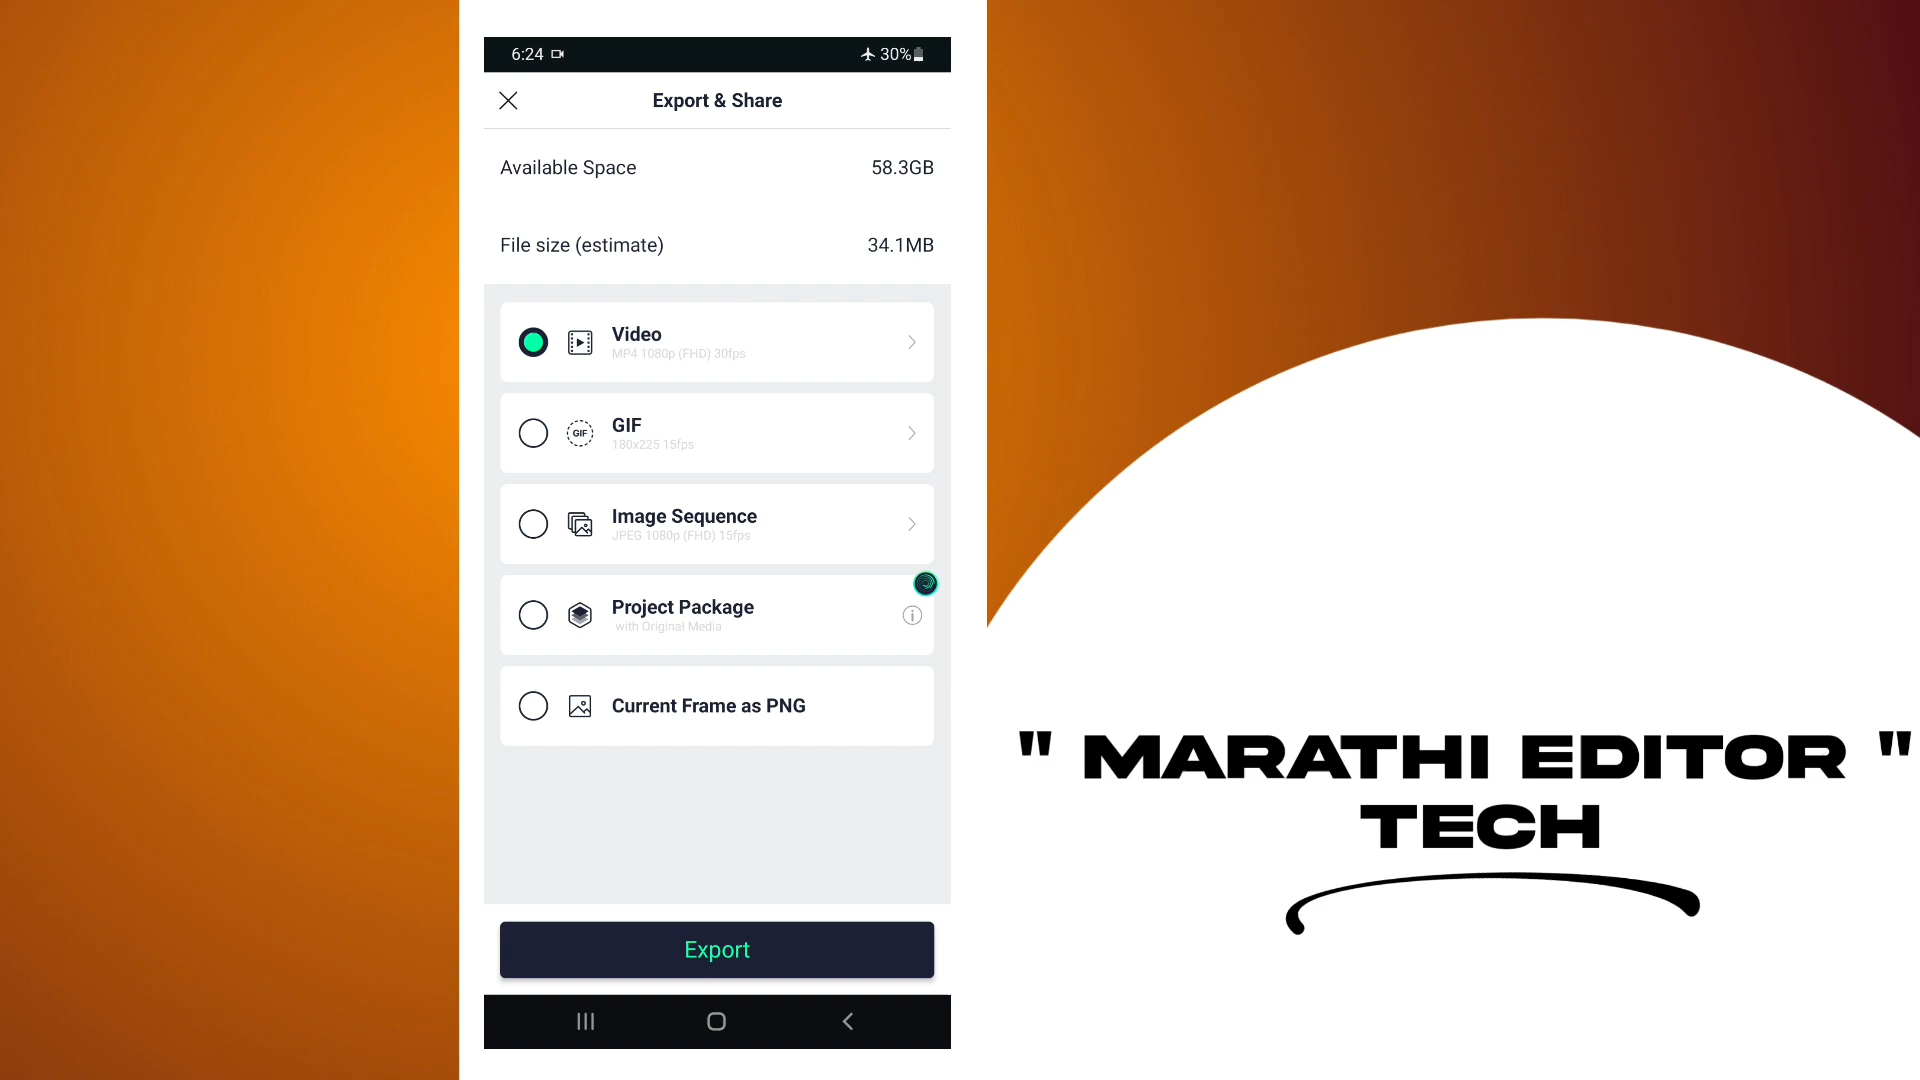 6:24
30%
Export & Share
Available Space
58.3GB
File size (estimate)
34.1MB
Video
MP4 1080p (FHD) 30fps
GIF
GIF
180x225 15fps
Image Sequence
JPEG 1080p (FHD) 15fps
Project Package
with Original Media
Current Frame as PNG
Export
" MARATHI EDITOR "
TECH